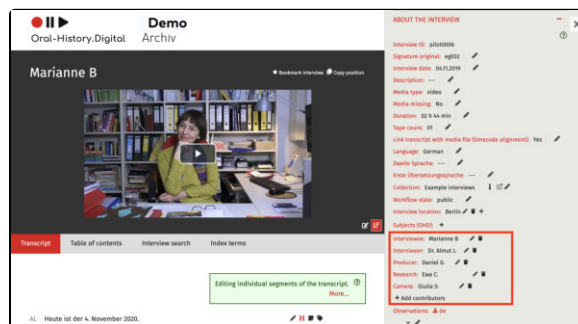 Oral-History.Digital
Demo
Archiv
Marianne B
Bookmark interview
Copy position
Transcript
Table of contents
Interview search
Index terms
Editing individual segments of the transcript.
More...
AL Heute ist der 4. November 2020.
H
ABOUT THE INTERVIEW
Interview ID: pilot0006
Signature original: eg032
Interview date: 04.11.2019
Description: ---
Media type: video
Media missing: No
Duration: 02 h 44 min
Tape count: 01
Link transcript with media file (timecode alignment): Yes
Language: German
Zweite Sprache: ---
Erste Übersetzungssprache: ---
Collection: Example interviews
Workflow state: public
Interview location: Berlin
Subjects (OHD): +
Interviewee: Marianne B
Interviewer: Dr. Almut L
Producer: Daniel G
Research: Ewa C
Camera: Giulia S
+ Add contributors
Observations: de